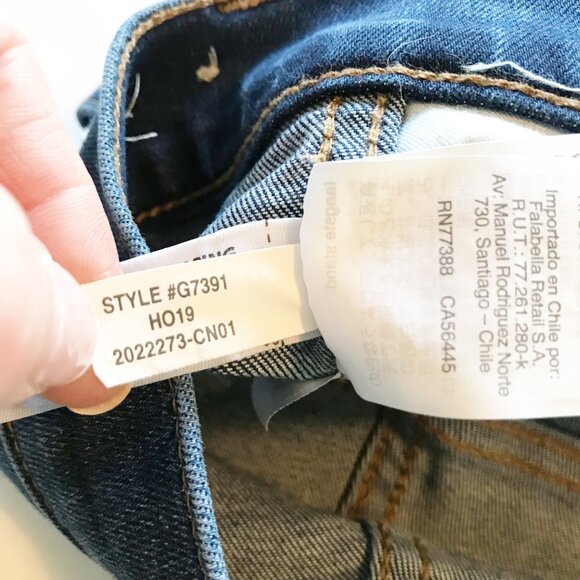 STYLE #G7391
HO19
2022273-CN01
Importado en Chile por:
Falabella Retail S.A.
R.U.T.: 77.261.280-k
Av: Manuel Rodriguez Norte
730, Santiago – Chile
RN77388 CA56445